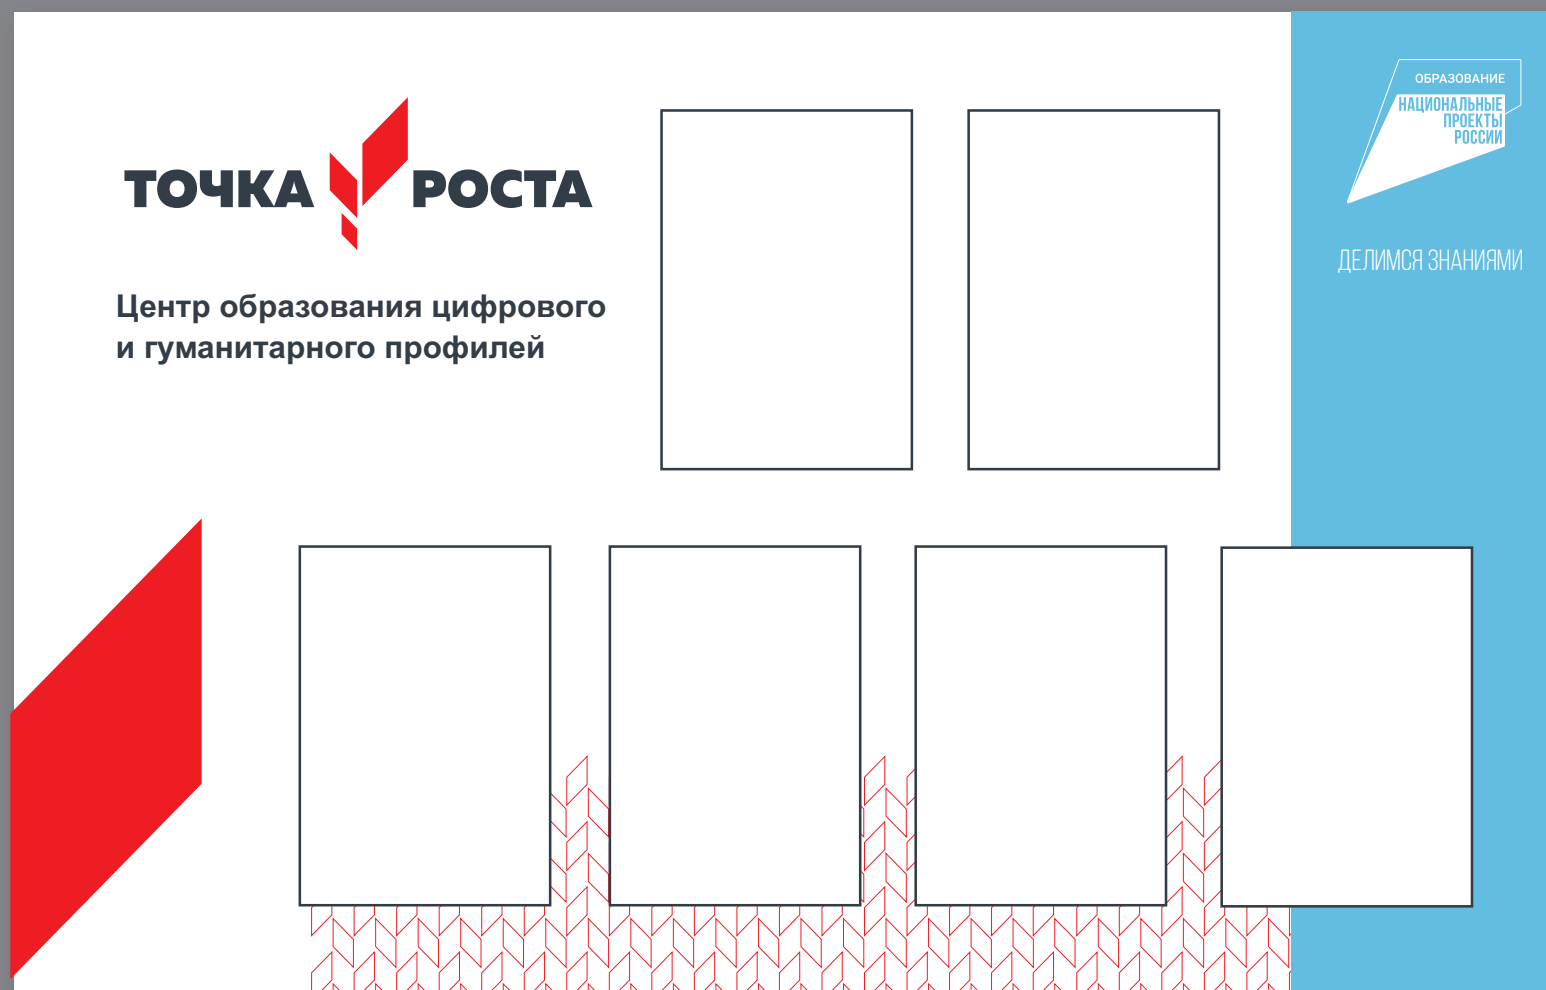 ТОЧКА РОСТА
Центр образования цифрового
и гуманитарного профилей
ОБРАЗОВАНИЕ
НАЦИОНАЛЬНЫЕ
ПРОЕКТЫ
РОССИИ
ДЕЛИМСЯ ЗНАНИЯМИ